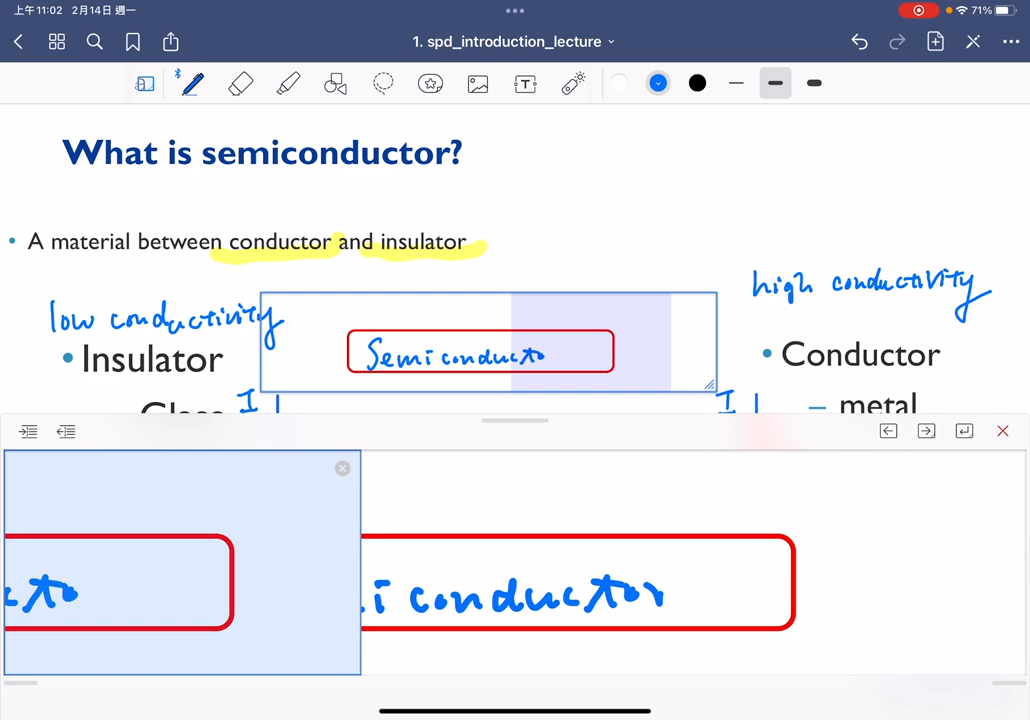 上午11:02 2月14日 週一
71%
1. spd_introduction_lecture
T
What is semiconductor?
• A material between conductor and insulator
high conductivity
low conductivity
Semiconducto
• Insulator
• Conductor
I
I
– metal
cto
i conductor